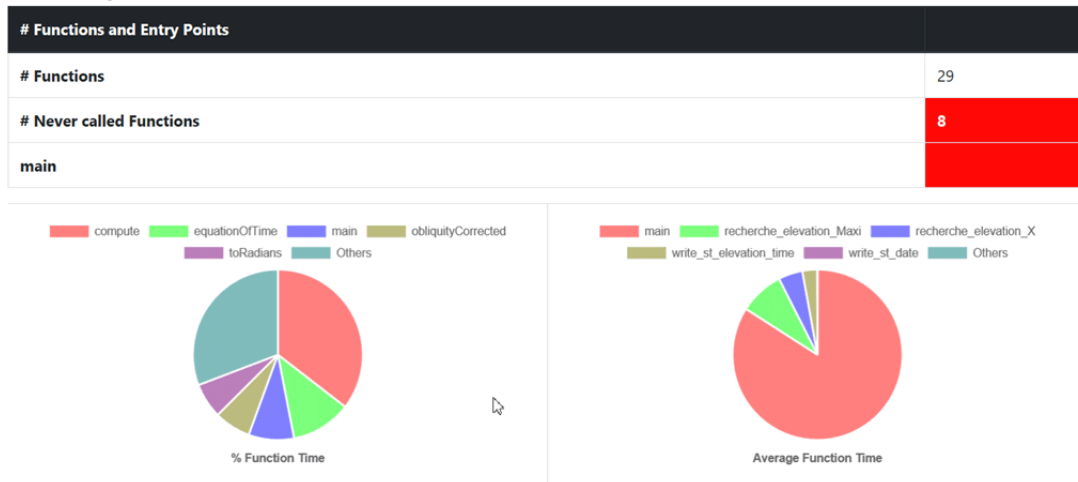 # Functions and Entry Points
# Functions 29
# Never called Functions 8
main
compute equationOfTime main obliquityCorrected
toRadians Others
% Function Time
main recherche_elevation_Maxi recherche_elevation_X
write_st_elevation_time write_st_date Others
Average Function Time